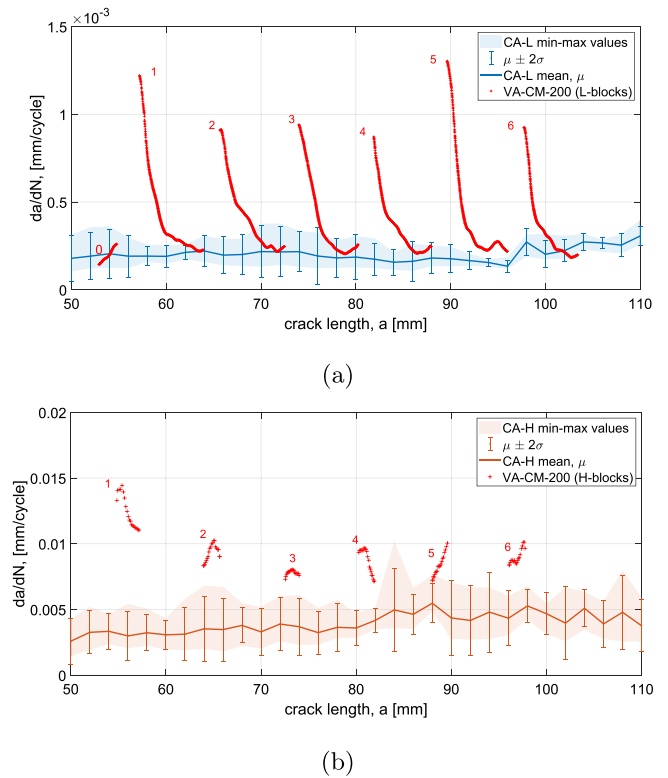 ×10⁻³
1.5
1
0.5
0
da/dN, [mm/cycle]
CA-L min-max values
μ ± 2σ
CA-L mean, μ
VA-CM-200 (L-blocks)
0
1
2
3
4
5
6
50 60 70 80 90 100 110
crack length, a [mm]
(a)
0.02
0.015
0.01
0.005
0
da/dN, [mm/cycle]
CA-H min-max values
μ ± 2σ
CA-H mean, μ
VA-CM-200 (H-blocks)
1
2
3
4
5
6
50 60 70 80 90 100 110
crack length, a [mm]
(b)